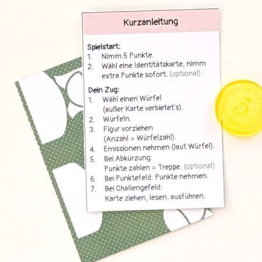 Kurzanleitung
Spielstart:
1. Nimm 5 Punkte.
2. Wähl eine Identitätskarte, nimm
extra Punkte sofort. (optional)
Dein Zug:
1. Wähl einen Würfel
(außer Karte verbietet's).
2. Würfeln.
3. Figur vorziehen
(Anzahl = Würfelzahl).
4. Emissionen nehmen (laut Würfel).
5. Bei Abkürzung:
Punkte zahlen = Treppe. (optional)
6. Bei Punktefeld: Punkte nehmen.
7. Bei Challengefeld:
Karte ziehen, lesen, ausführen.